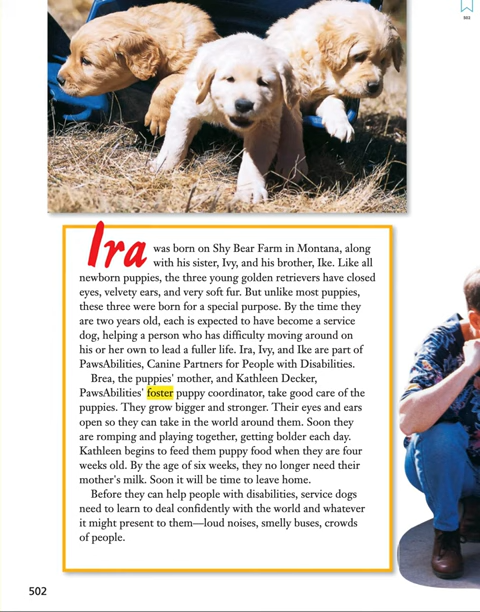 502
Ira was born on Shy Bear Farm in Montana, along
with his sister, Ivy, and his brother, Ike. Like all
newborn puppies, the three young golden retrievers have closed
eyes, velvety ears, and very soft fur. But unlike most puppies,
these three were born for a special purpose. By the time they
are two years old, each is expected to have become a service
dog, helping a person who has difficulty moving around on
his or her own to lead a fuller life. Ira, Ivy, and Ike are part of
PawsAbilities, Canine Partners for People with Disabilities.
Brea, the puppies' mother, and Kathleen Decker,
PawsAbilities' foster puppy coordinator, take good care of the
puppies. They grow bigger and stronger. Their eyes and ears
open so they can take in the world around them. Soon they
are romping and playing together, getting bolder each day.
Kathleen begins to feed them puppy food when they are four
weeks old. By the age of six weeks, they no longer need their
mother's milk. Soon it will be time to leave home.
Before they can help people with disabilities, service dogs
need to learn to deal confidently with the world and whatever
it might present to them—loud noises, smelly buses, crowds
of people.